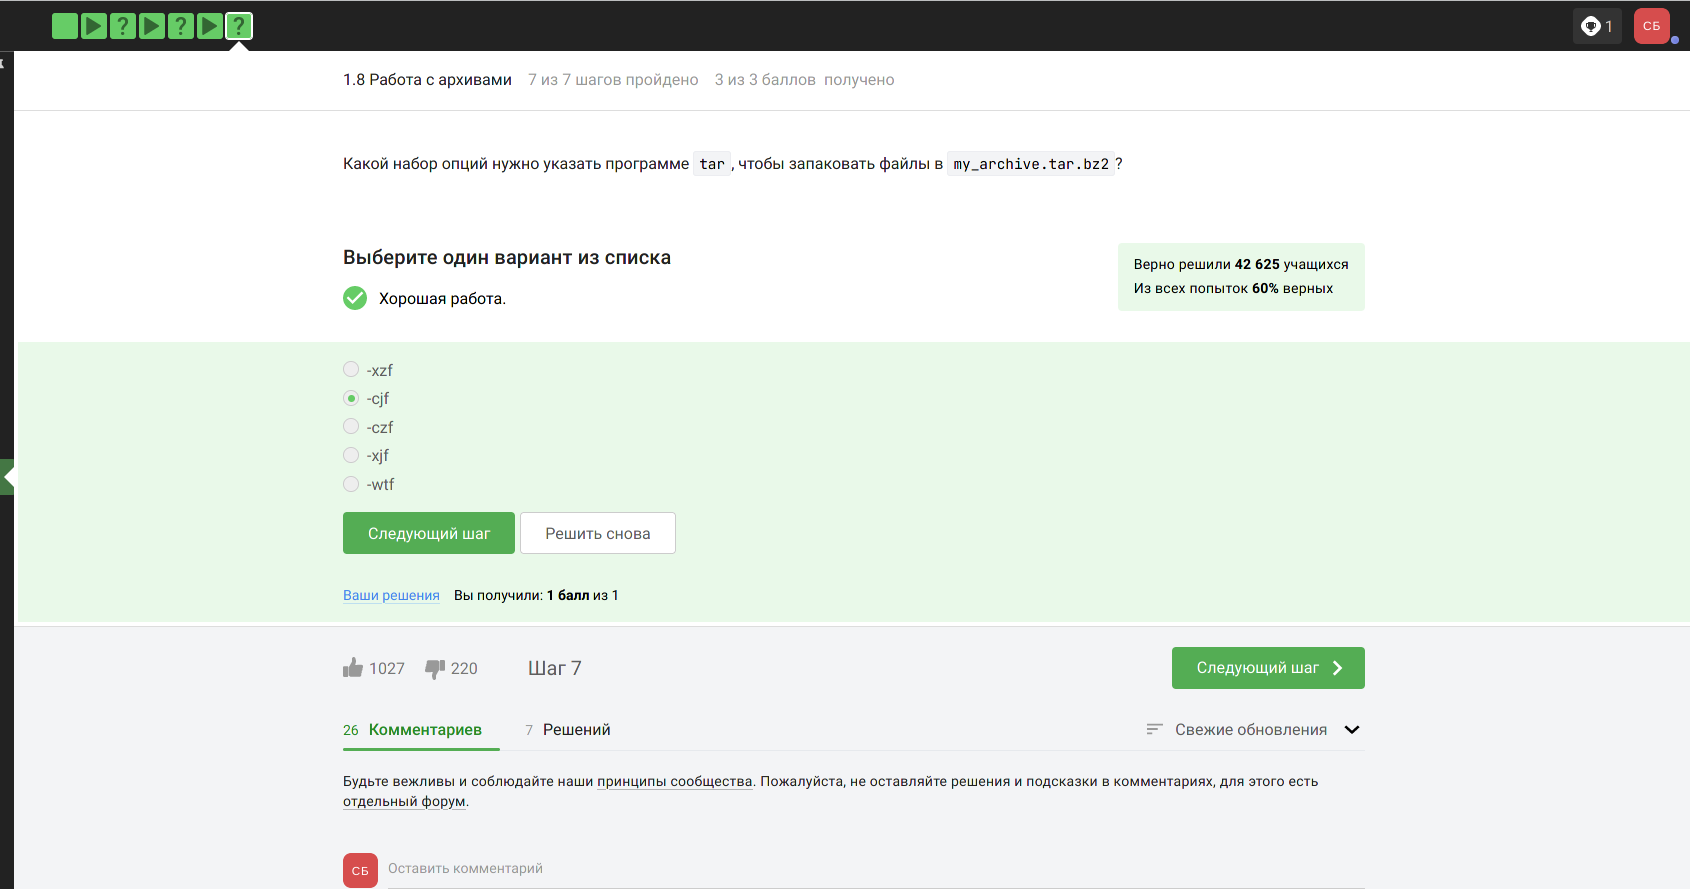 ? ? ?
1
СБ
1.8 Работа с архивами 7 из 7 шагов пройдено 3 из 3 баллов получено
Какой набор опций нужно указать программе tar, чтобы запаковать файлы в my_archive.tar.bz2?
Выберите один вариант из списка
Хорошая работа.
Верно решили 42 625 учащихся
Из всех попыток 60% верных
-xzf
-cjf
-czf
-xjf
-wtf
Следующий шаг Решить снова
Ваши решения Вы получили: 1 балл из 1
1027 220 Шаг 7 Следующий шаг
26 Комментариев 7 Решений Свежие обновления
Будьте вежливы и соблюдайте наши принципы сообщества. Пожалуйста, не оставляйте решения и подсказки в комментариях, для этого есть
отдельный форум.
СБ Оставить комментарий